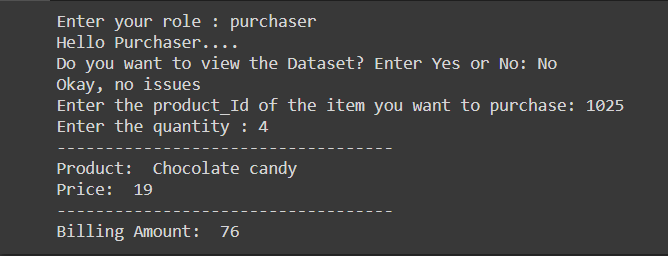 Enter your role : purchaser
Hello Purchaser....
Do you want to view the Dataset? Enter Yes or No: No
Okay, no issues
Enter the product_Id of the item you want to purchase: 1025
Enter the quantity : 4
-----------------------------------
Product:  Chocolate candy
Price:  19
-----------------------------------
Billing Amount:  76